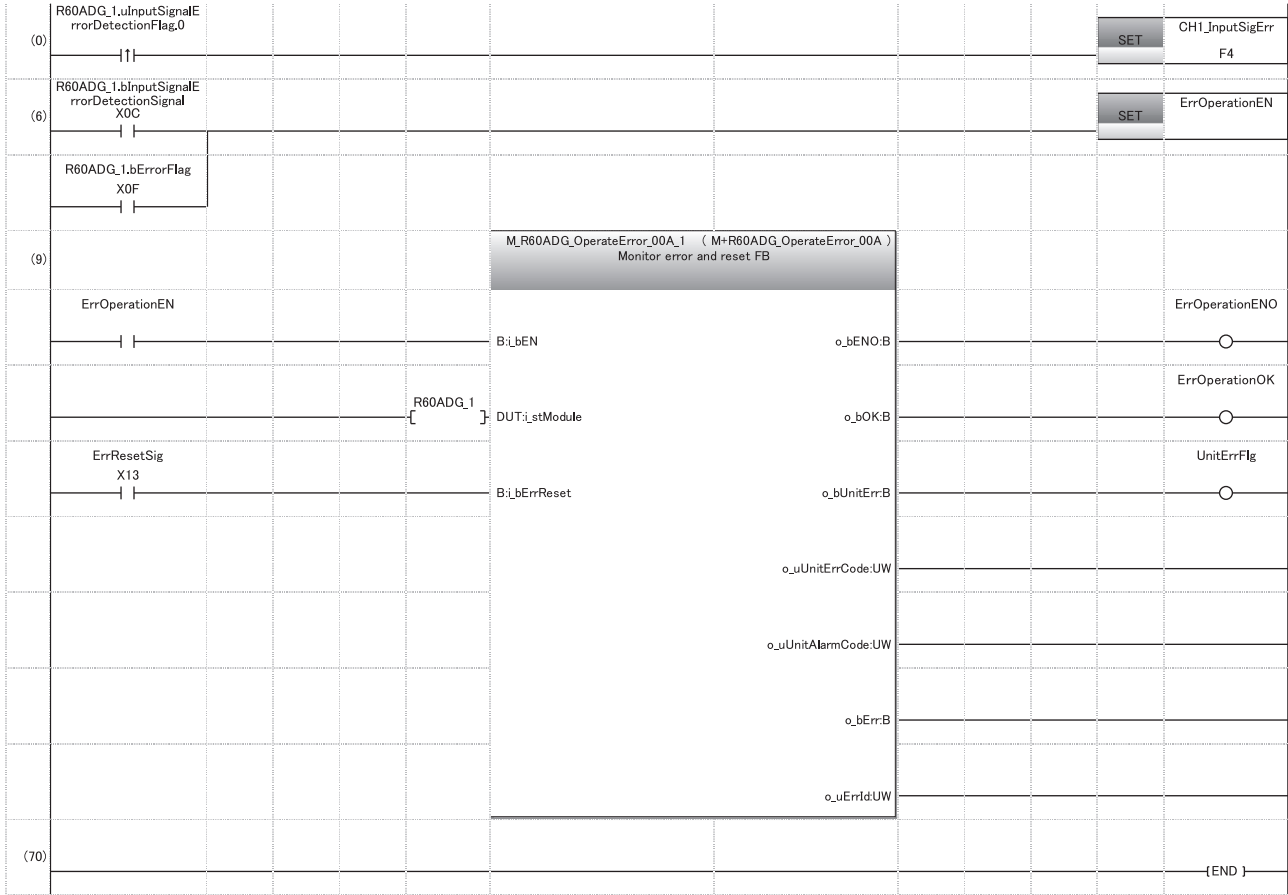 R60ADG_1.uInputSignalE
rrorDetectionFlag.0
(0)
SET
CH1_InputSigErr
F4
R60ADG_1.bInputSignalE
rrorDetectionSignal
X0C
(6)
SET
ErrOperationEN
R60ADG_1.bErrorFlag
X0F
(9)
M_R60ADG_OperateError_00A_1 ( M+R60ADG_OperateError_00A )
Monitor error and reset FB
ErrOperationEN
B:i_bEN
o_bENO:B
ErrOperationENO
R60ADG_1
DUT:i_stModule
o_bOK:B
ErrOperationOK
ErrResetSig
X13
B:i_bErrReset
o_bUnitErr:B
UnitErrFlg
o_uUnitErrCode:UW
o_uUnitAlarmCode:UW
o_bErr:B
o_uErrId:UW
(70)
[END]